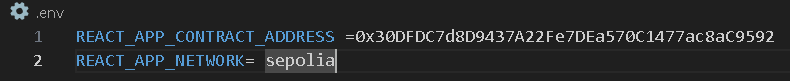 .env
1 REACT_APP_CONTRACT_ADDRESS =0x30DFDC7d8D9437A22Fe7DEa570C1477ac8aC9592
2 REACT_APP_NETWORK= sepolia